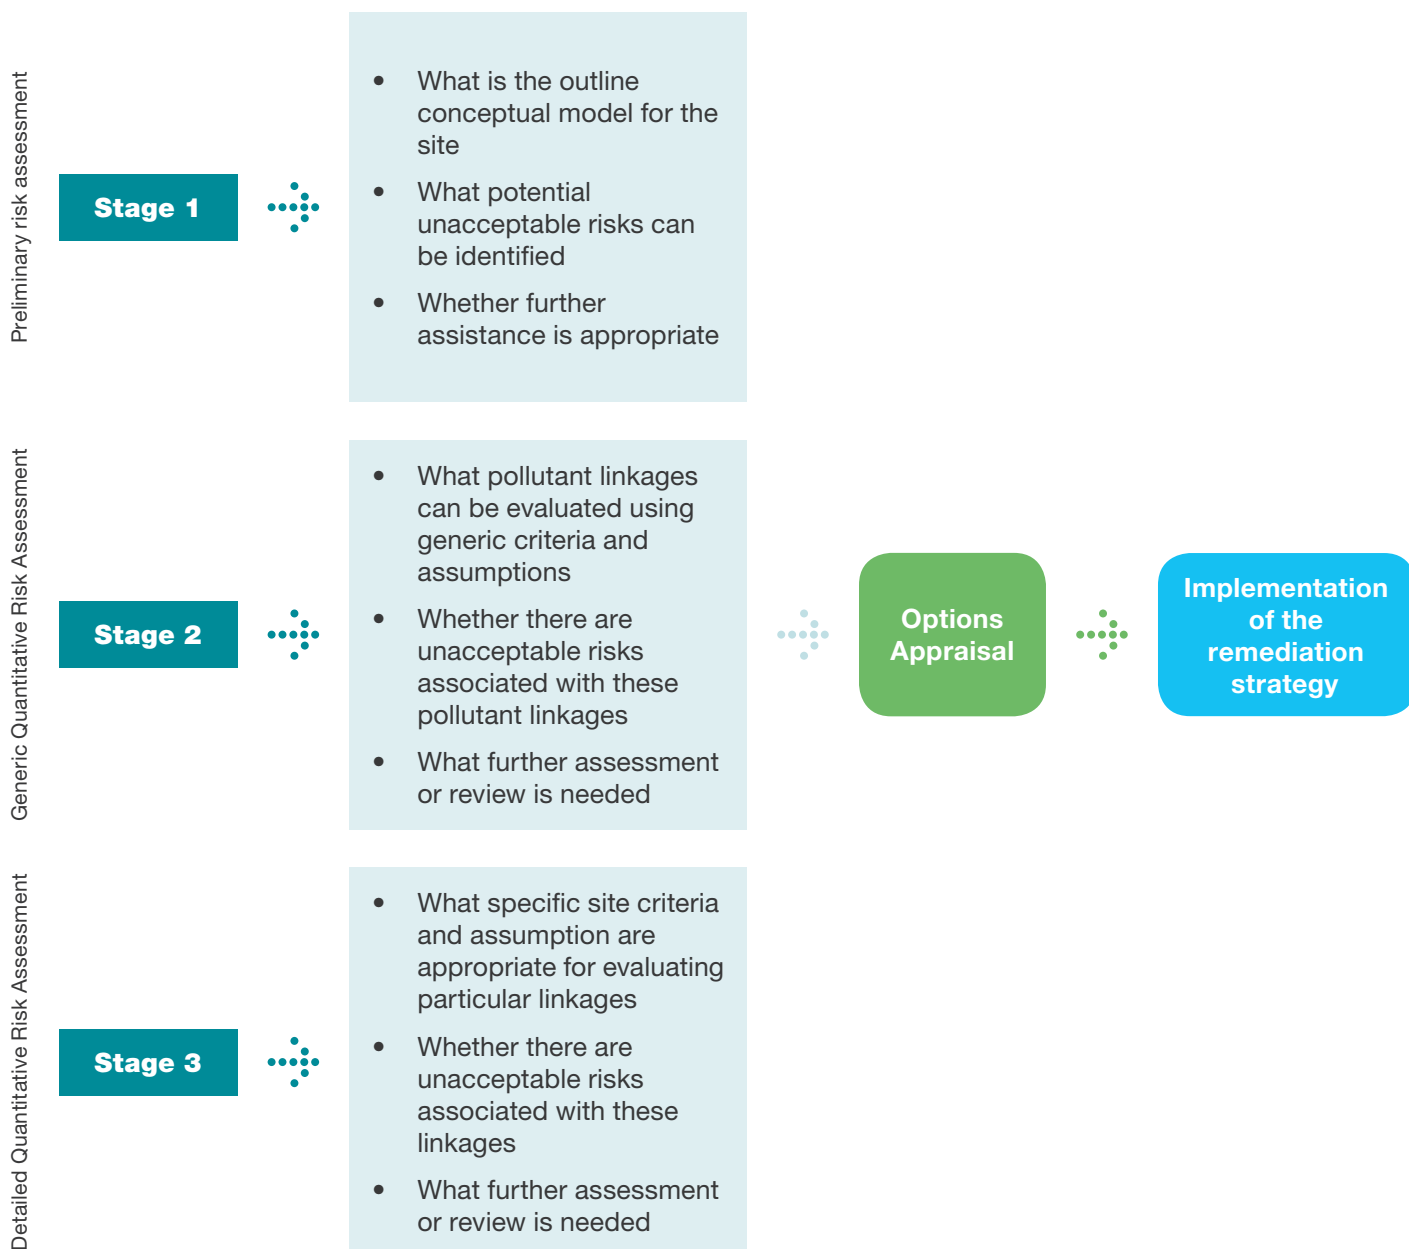 Preliminary risk assessment
Stage 1
• What is the outline
conceptual model for the
site
• What potential
unacceptable risks can
be identified
• Whether further
assistance is appropriate
Generic Quantitative Risk Assessment
Stage 2
• What pollutant linkages
can be evaluated using
generic criteria and
assumptions
• Whether there are
unacceptable risks
associated with these
pollutant linkages
• What further assessment
or review is needed
Options
Appraisal
Implementation
of the
remediation
strategy
Detailed Quantitative Risk Assessment
Stage 3
• What specific site criteria
and assumption are
appropriate for evaluating
particular linkages
• Whether there are
unacceptable risks
associated with these
linkages
• What further assessment
or review is needed